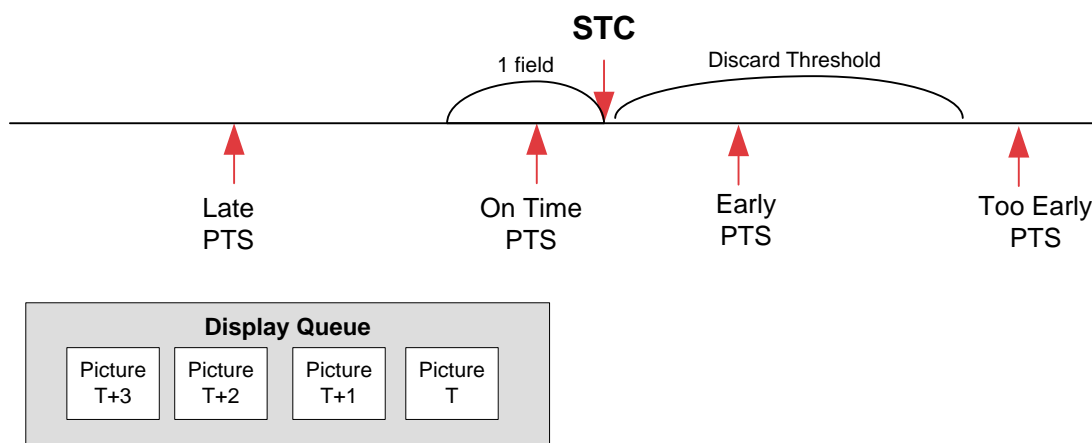 STC
1 field
Discard Threshold
Late
PTS
On Time
PTS
Early
PTS
Too Early
PTS
Display Queue
Picture
T+3
Picture
T+2
Picture
T+1
Picture
T